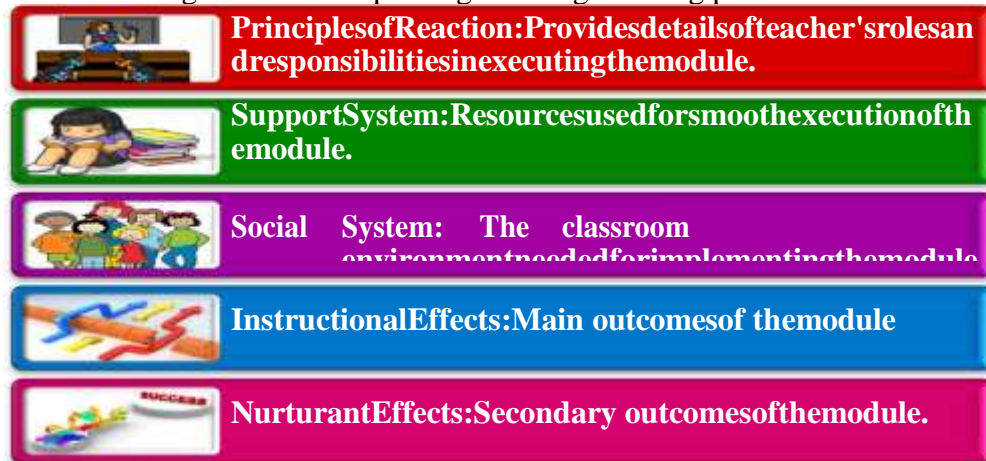 PrinciplesofReaction:Providesdetailsofteacher'srolesan
dresponsibilitiesinexecutingthemodule.
SupportSystem:Resourcesusedforsmoothexecutionofth
emodule.
Social System: The classroom
environmentneededforimplementingthemodule
InstructionalEffects:Main outcomesof themodule
SUCCESS
NurturantEffects:Secondary outcomesofthemodule.